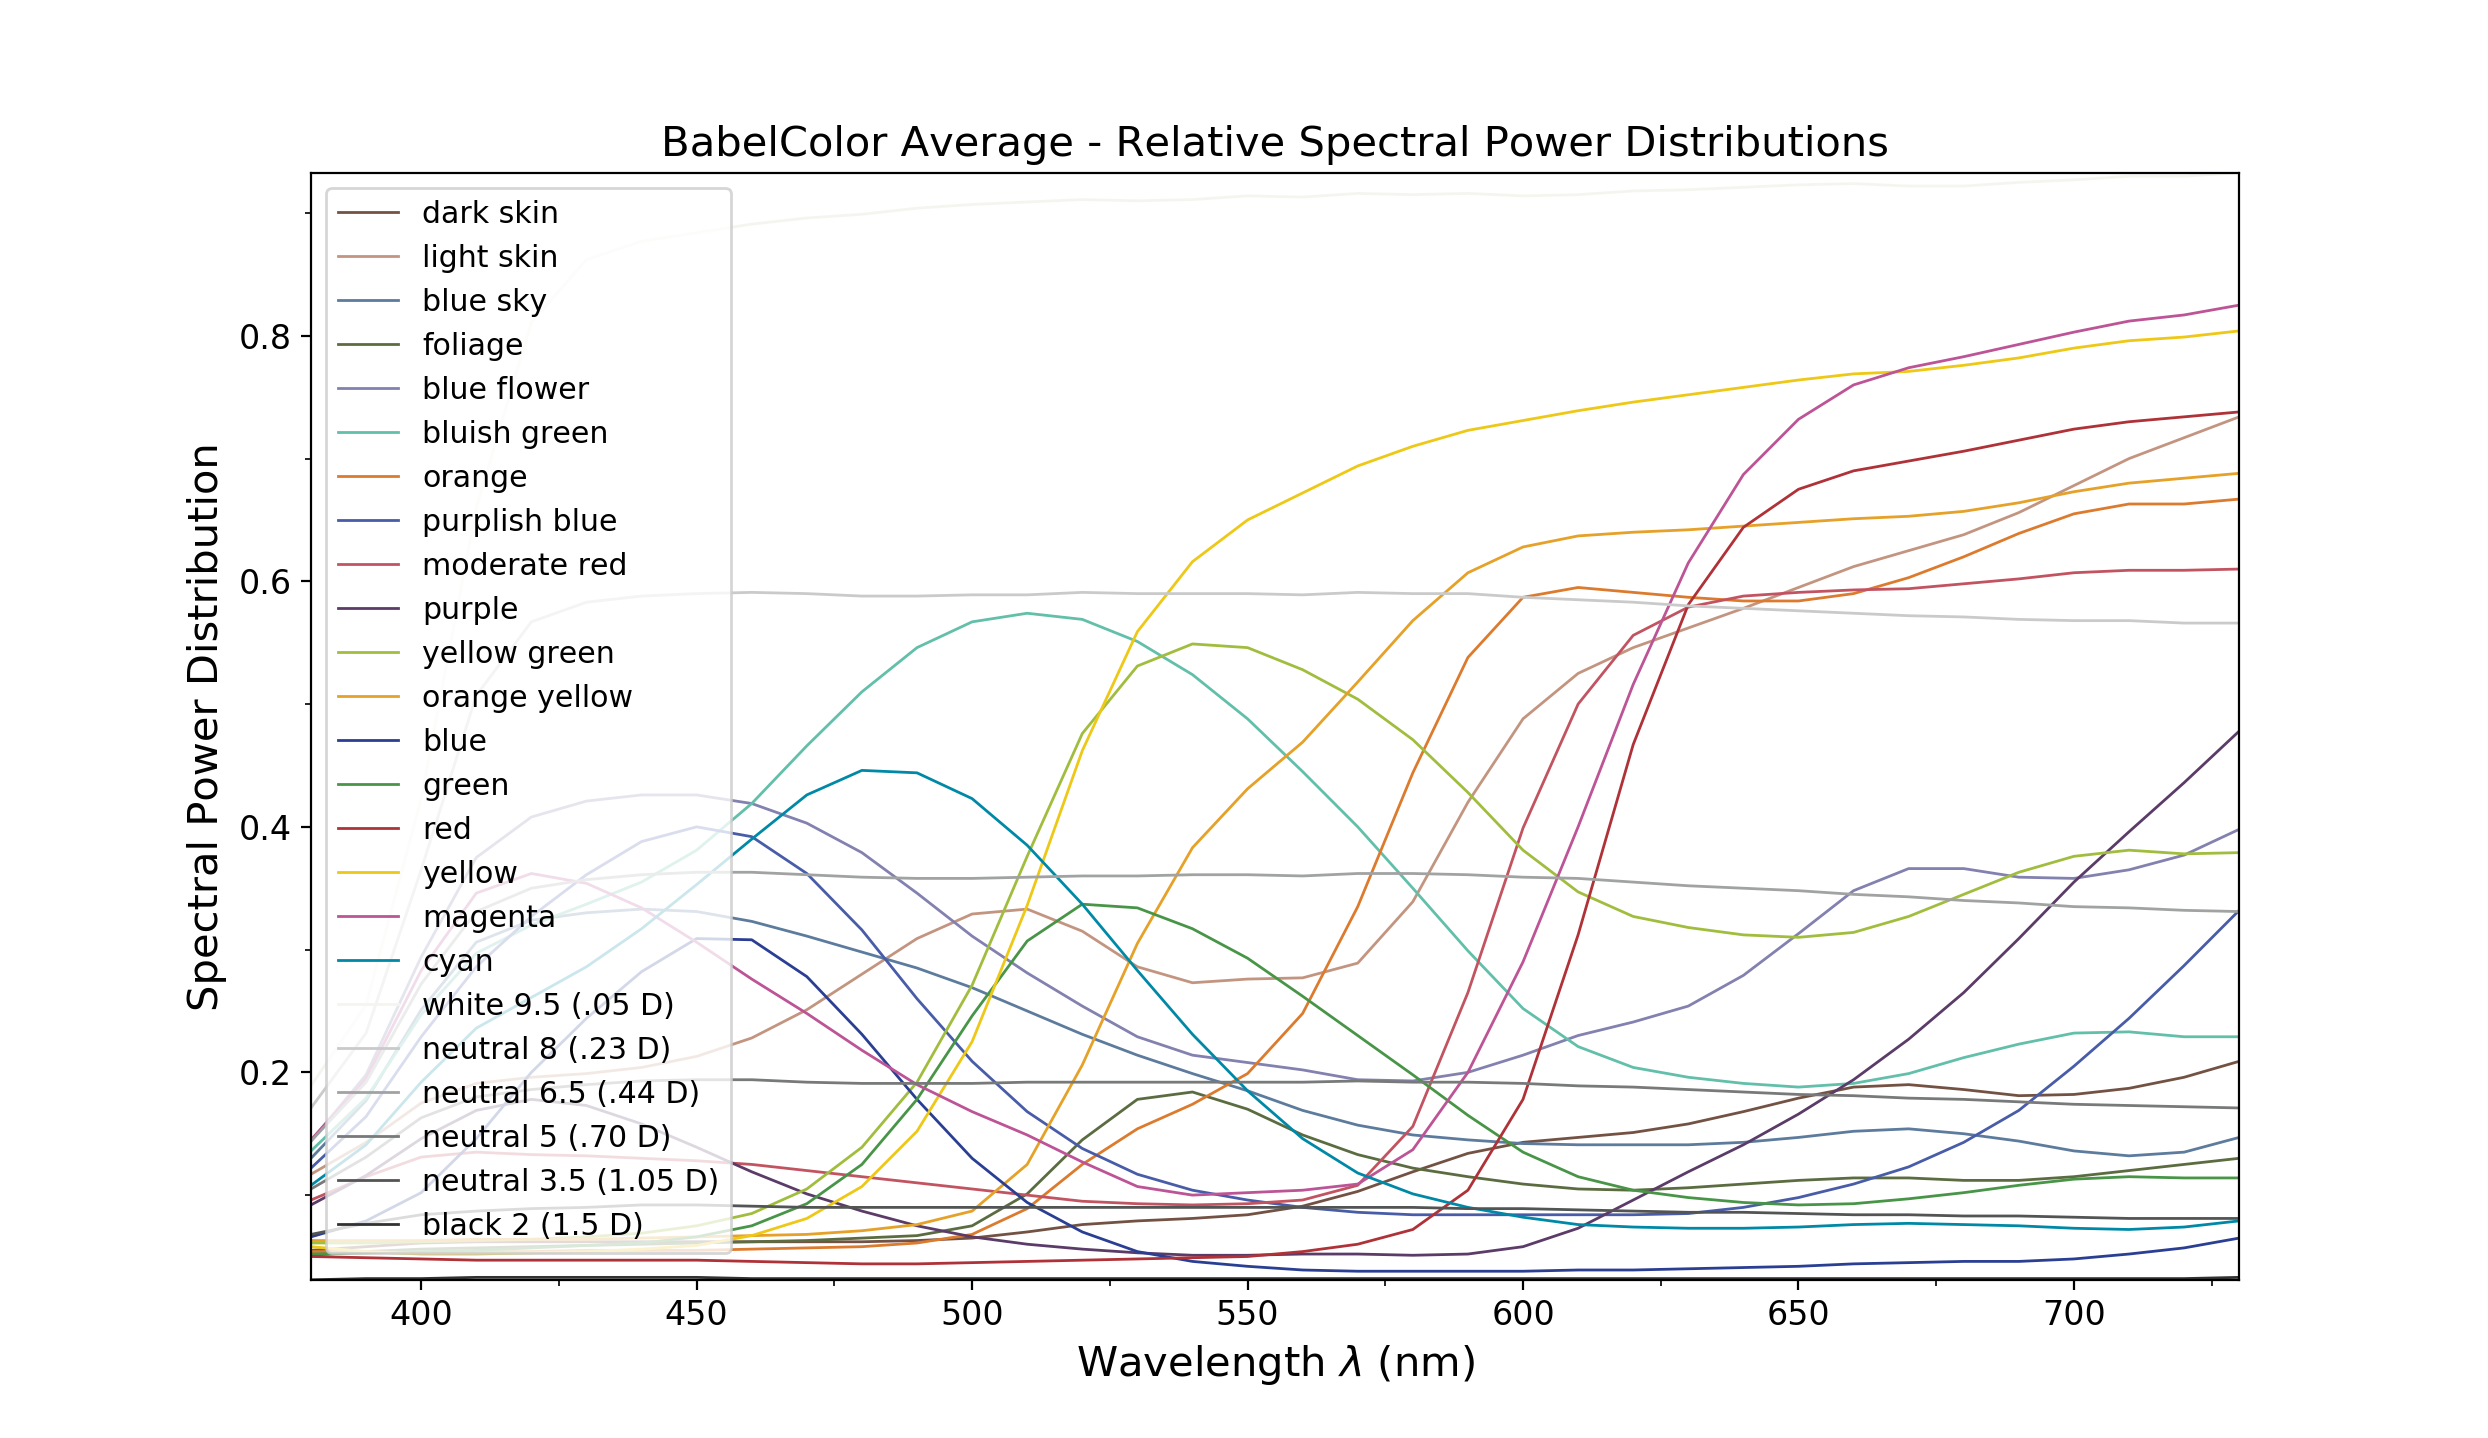 BabelColor Average - Relative Spectral Power Distributions
Spectral Power Distribution
0.8
0.6
0.4
0.2
dark skin
light skin
blue sky
foliage
blue flower
bluish green
orange
purplish blue
moderate red
purple
yellow green
orange yellow
blue
green
red
yellow
magenta
cyan
white 9.5 (.05 D)
neutral 8 (.23 D)
neutral 6.5 (.44 D)
neutral 5 (.70 D)
neutral 3.5 (1.05 D)
black 2 (1.5 D)
400 450 500 550 600 650 700
Wavelength λ (nm)